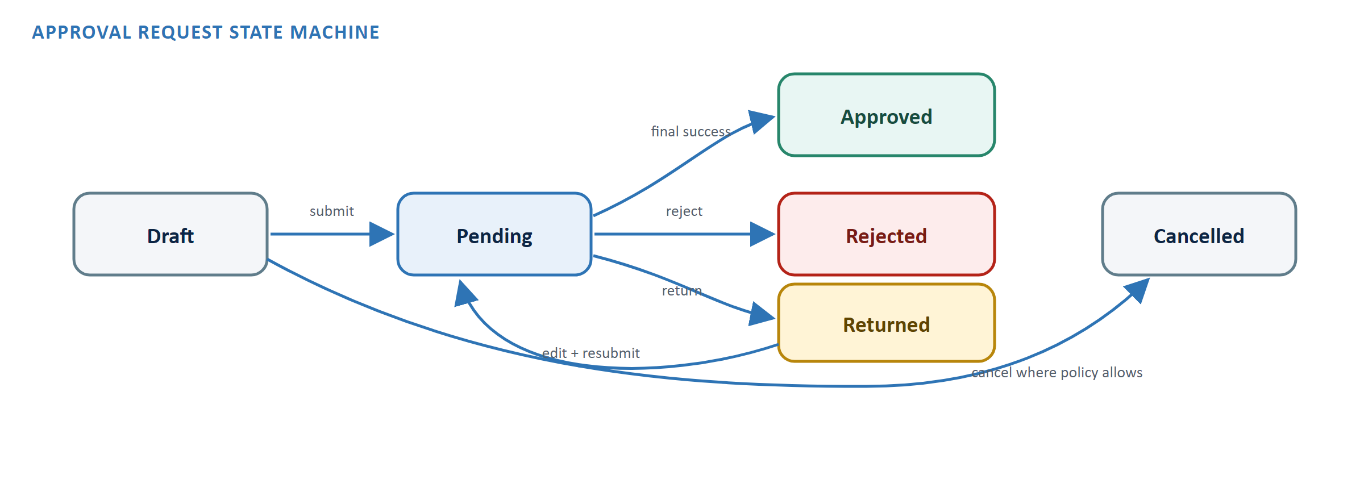 APPROVAL REQUEST STATE MACHINE
Approved
final success
submit
reject
Draft
Pending
Rejected
Cancelled
return
Returned
edit + resubmit
cancel where policy allows